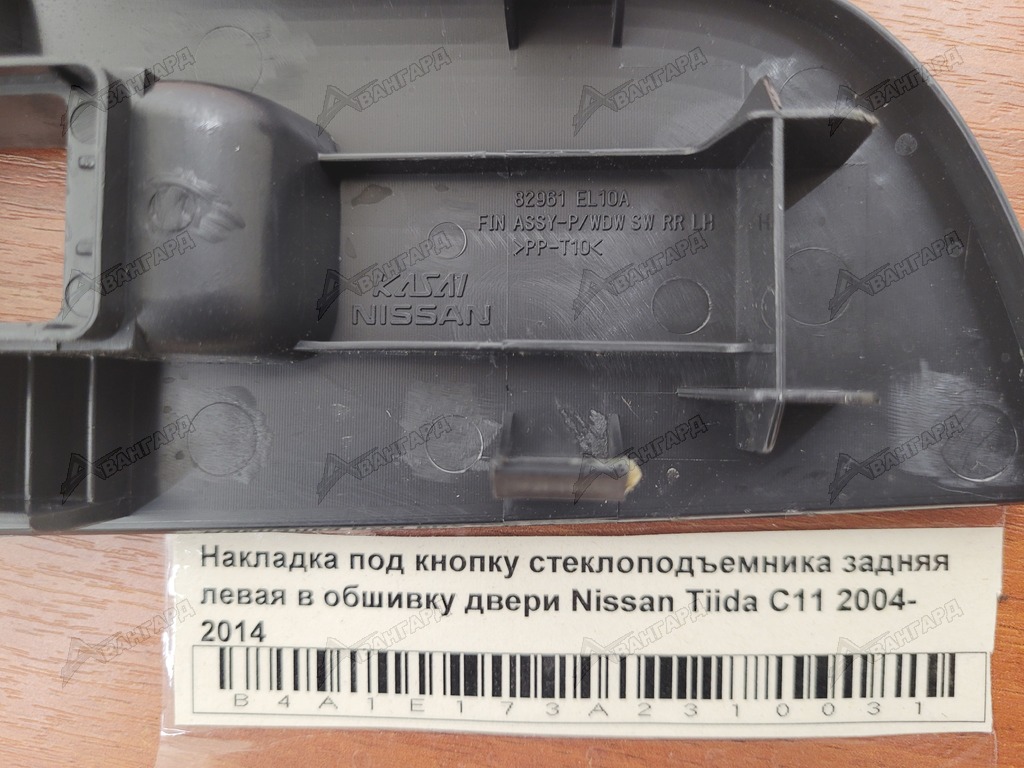 82961 EL10A
FIN ASSY-P/WDW SW RR LH
>PP-T10<
KASAI
NISSAN
Накладка под кнопку стеклоподъемника задняя
левая в обшивку двери Nissan Tiida C11 2004-
2014
B4A1E173A2310031
АВАНГАРД